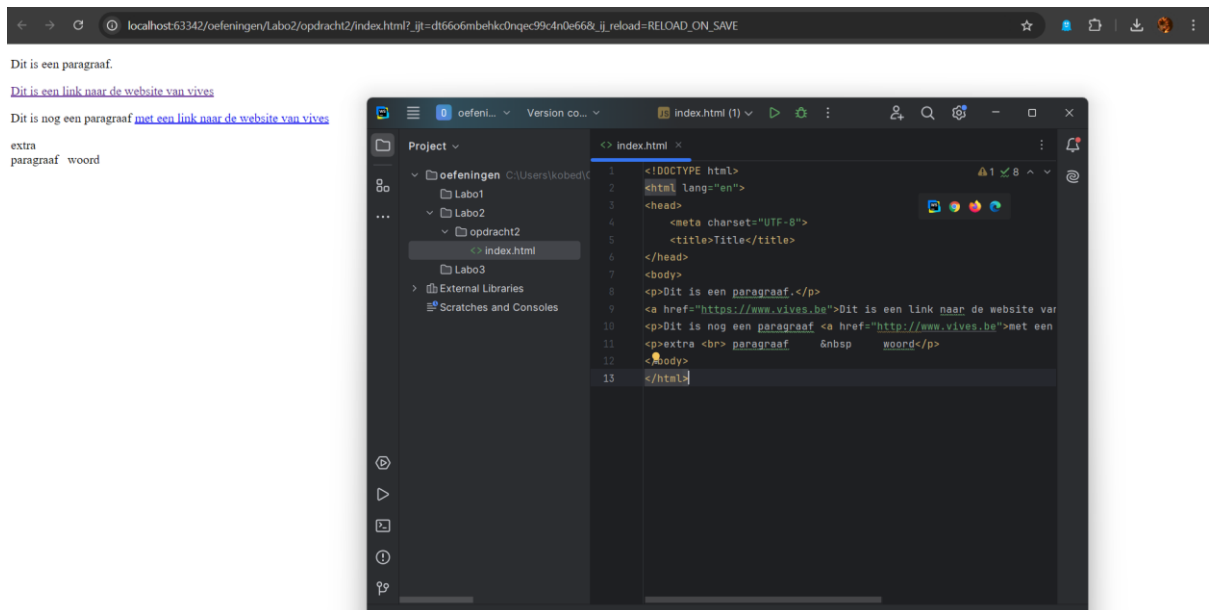 localhost:63342/oefeningen/Labo2/opdracht2/index.html?_ijt=dt66o6mbehkc0nqec99c4n0e66&_ij_reload=RELOAD_ON_SAVE
Dit is een paragraaf.
Dit is een link naar de website van vives
Dit is nog een paragraaf met een link naar de website van vives
extra
paragraaf woord
WS
O oefeni... Version co... JS index.html (1)
Project
<> index.html ×
oefeningen C:\Users\kobed\O
Labo1
Labo2
opdracht2
<> index.html
Labo3
External Libraries
Scratches and Consoles
1 <!DOCTYPE html>
2 <html lang="en">
3 <head>
4 <meta charset="UTF-8">
5 <title>Title</title>
6 </head>
7 <body>
8 <p>Dit is een paragraaf.</p>
9 <a href="https://www.vives.be">Dit is een link naar de website van
10 <p>Dit is nog een paragraaf <a href="http://www.vives.be">met een
11 <p>extra <br> paragraaf &nbsp woord</p>
12 </body>
13 </html>
1 8